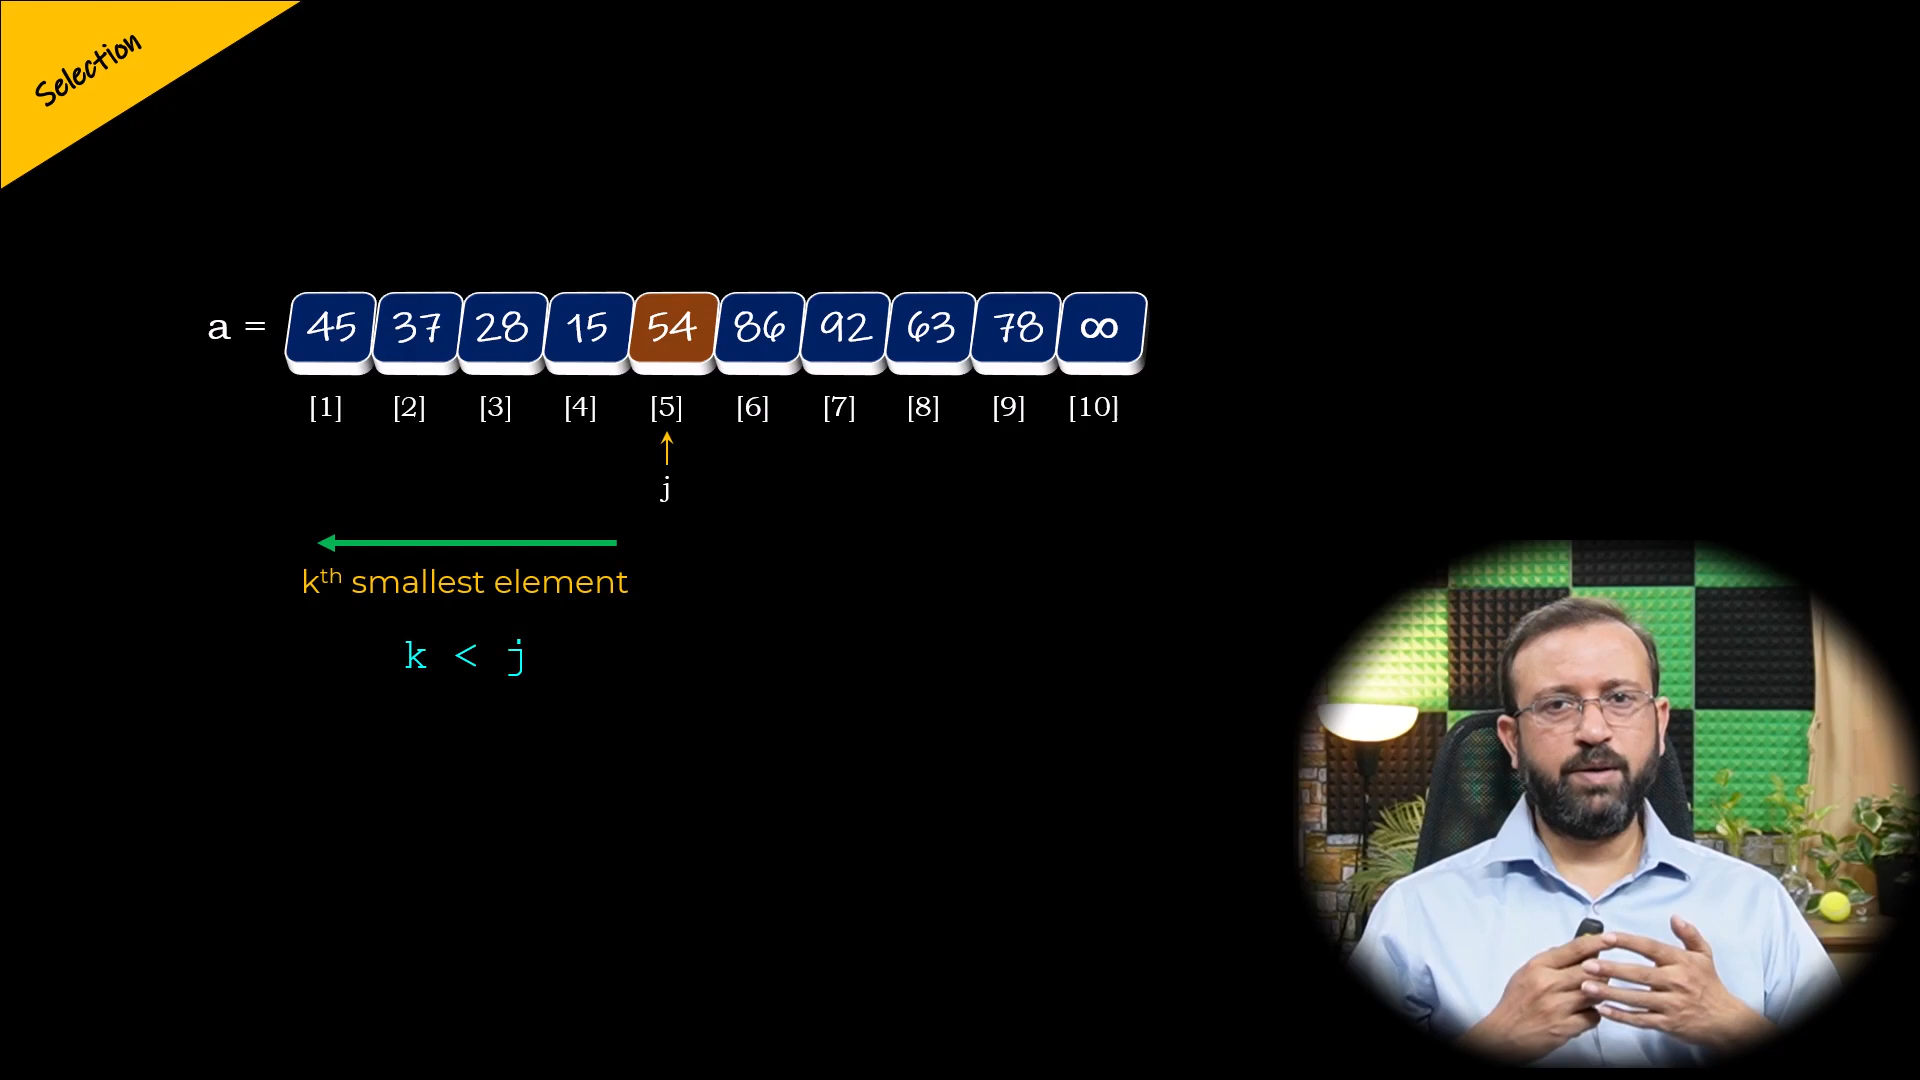 Selection
a = 45 37 28 15 54 86 92 63 78 ∞
[1] [2] [3] [4] [5] [6] [7] [8] [9] [10]
j
kth smallest element
k < j